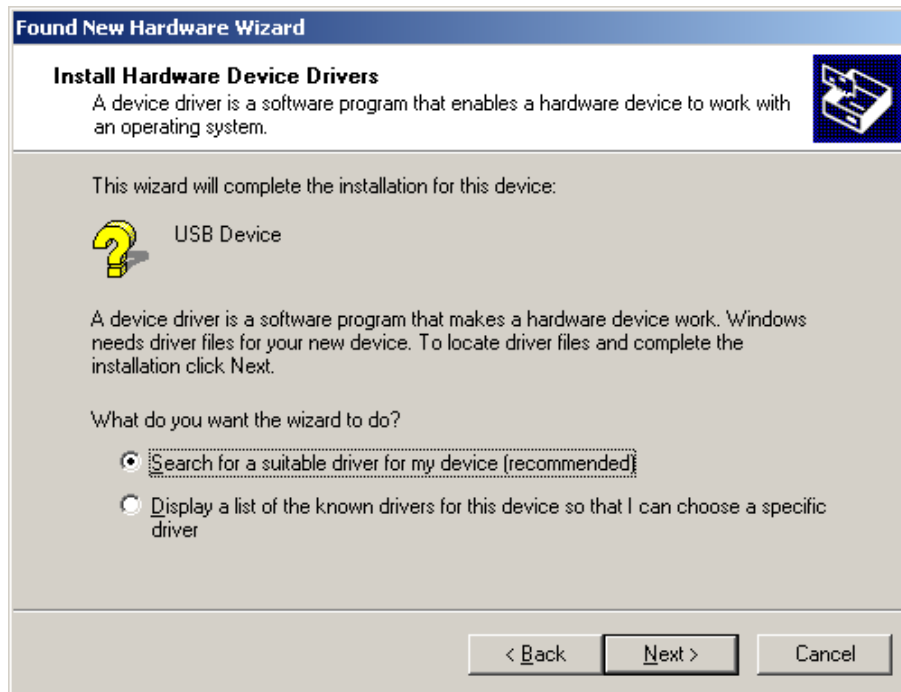 Found New Hardware Wizard
Install Hardware Device Drivers
A device driver is a software program that enables a hardware device to work with
an operating system.
This wizard will complete the installation for this device:
USB Device
A device driver is a software program that makes a hardware device work. Windows
needs driver files for your new device. To locate driver files and complete the
installation click Next.
What do you want the wizard to do?
Search for a suitable driver for my device (recommended)
Display a list of the known drivers for this device so that I can choose a specific
driver
< Back
Next >
Cancel